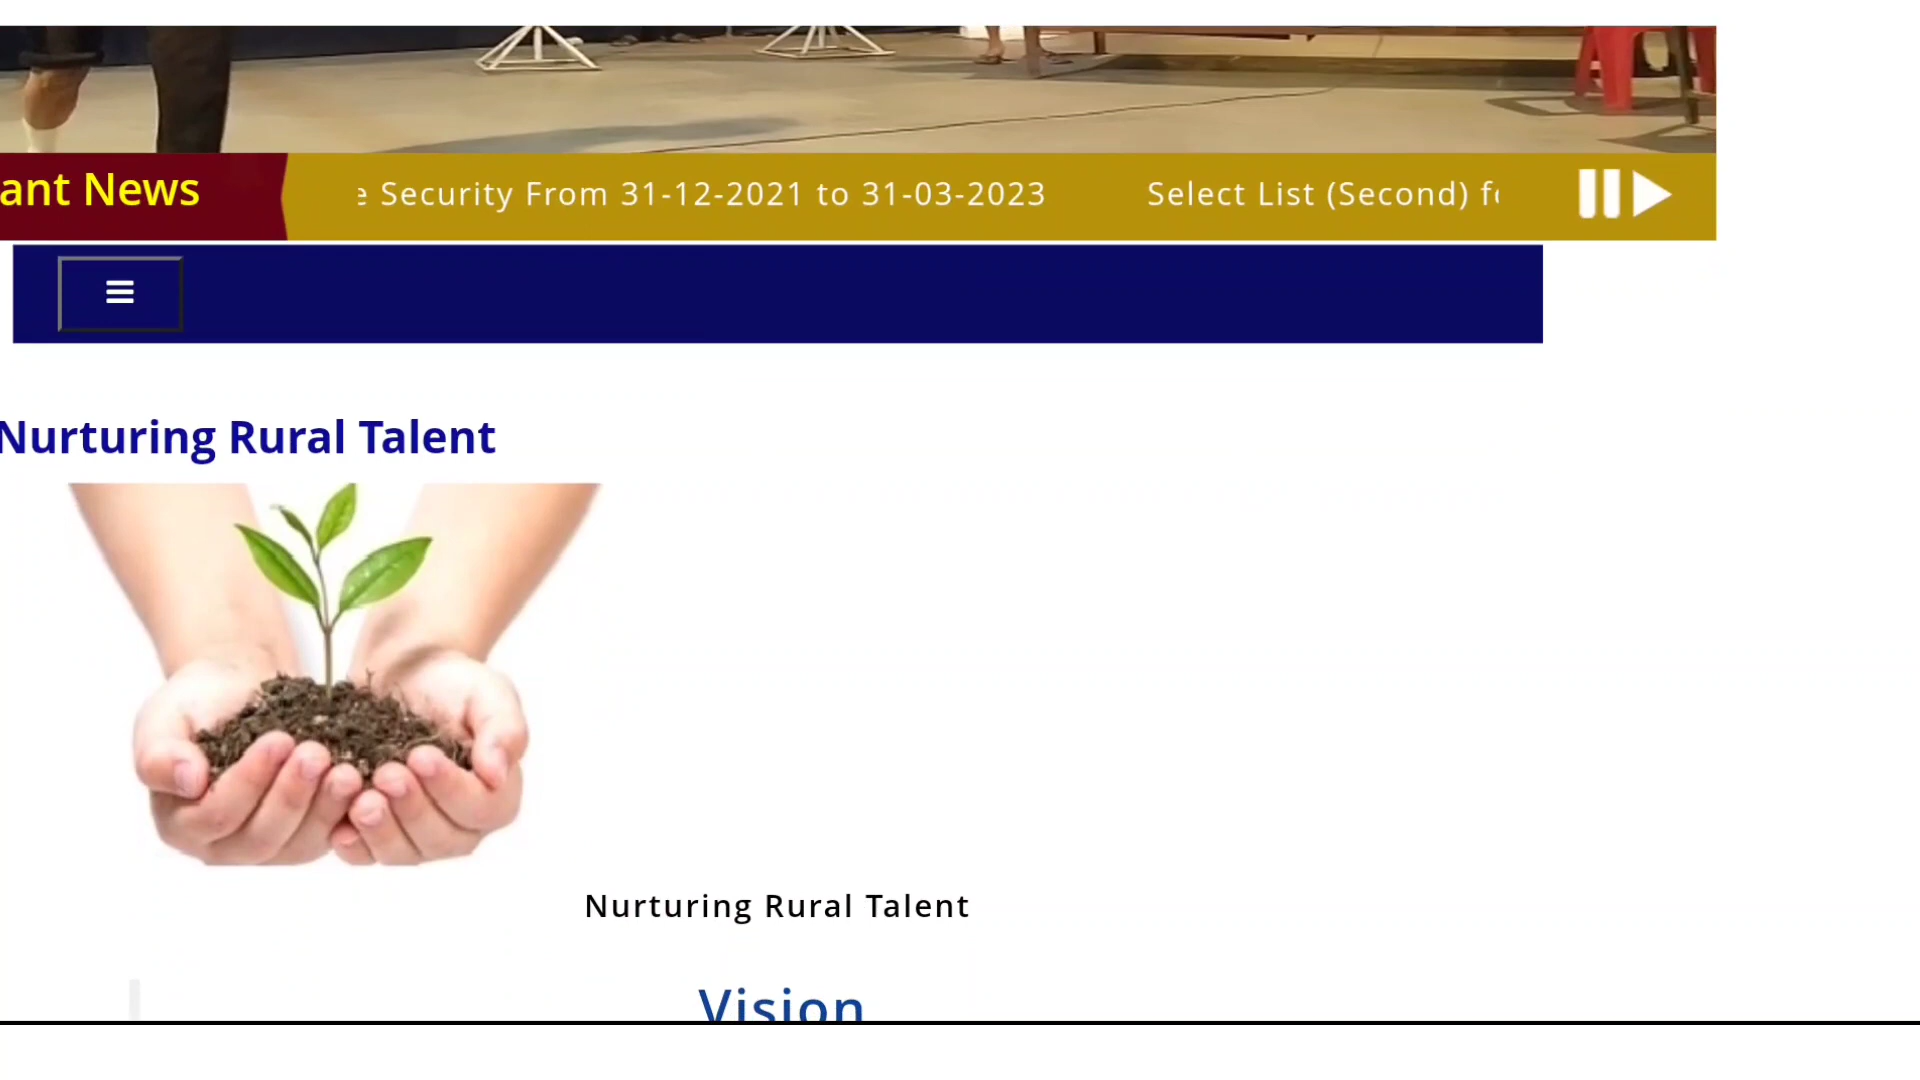 ant News
e Security From 31-12-2021 to 31-03-2023 Select List (Second) fo
Nurturing Rural Talent
Nurturing Rural Talent
Vision